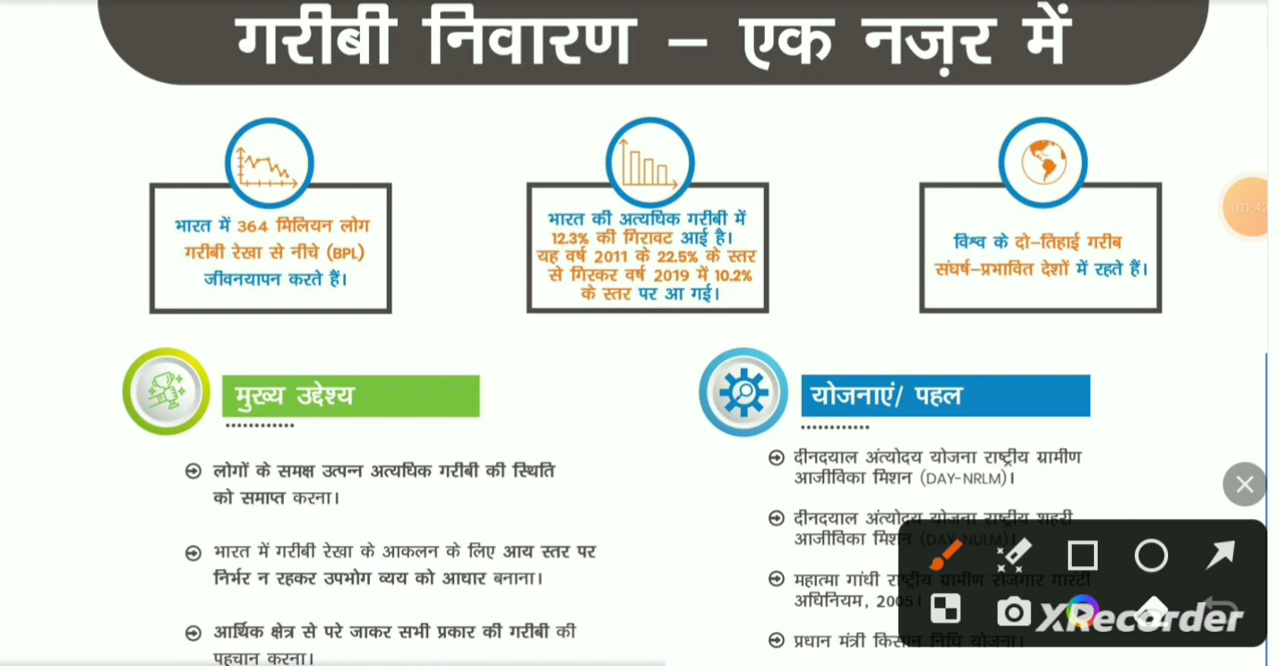 गरीबी निवारण – एक नज़र में
भारत में 364 मिलियन लोग
गरीबी रेखा से नीचे (BPL)
जीवनयापन करते हैं।
भारत की अत्यधिक गरीबी में
12.3% की गिरावट आई है।
यह वर्ष 2011 के 22.5% के स्तर
से गिरकर वर्ष 2019 में 10.2%
के स्तर पर आ गई।
विश्व के दो-तिहाई गरीब
संघर्ष-प्रभावित देशों में रहते हैं।
01:42
मुख्य उद्देश्य
लोगों के समक्ष उत्पन्न अत्यधिक गरीबी की स्थिति
को समाप्त करना।
भारत में गरीबी रेखा के आकलन के लिए आय स्तर पर
निर्भर न रहकर उपभोग व्यय को आधार बनाना।
आर्थिक क्षेत्र से परे जाकर सभी प्रकार की गरीबी की
पहचान करना।
योजनाएं/ पहल
दीनदयाल अंत्योदय योजना राष्ट्रीय ग्रामीण
आजीविका मिशन (DAY-NRLM)।
दीनदयाल अंत्योदय योजना राष्ट्रीय शहरी
आजीविका मिशन (DAY-NULM)।
महात्मा गांधी राष्ट्रीय ग्रामीण रोजगार गारंटी
अधिनियम, 2005।
प्रधान मंत्री किसान निधि योजना।
XRecorder